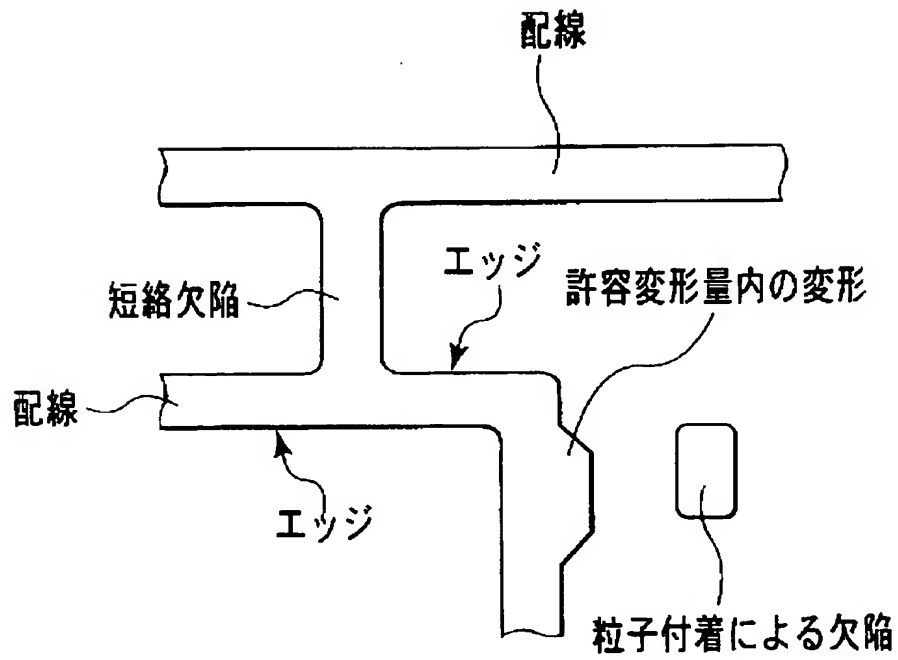 配線
エッジ
許容変形量内の変形
短絡欠陥
配線
エッジ
粒子付着による欠陥